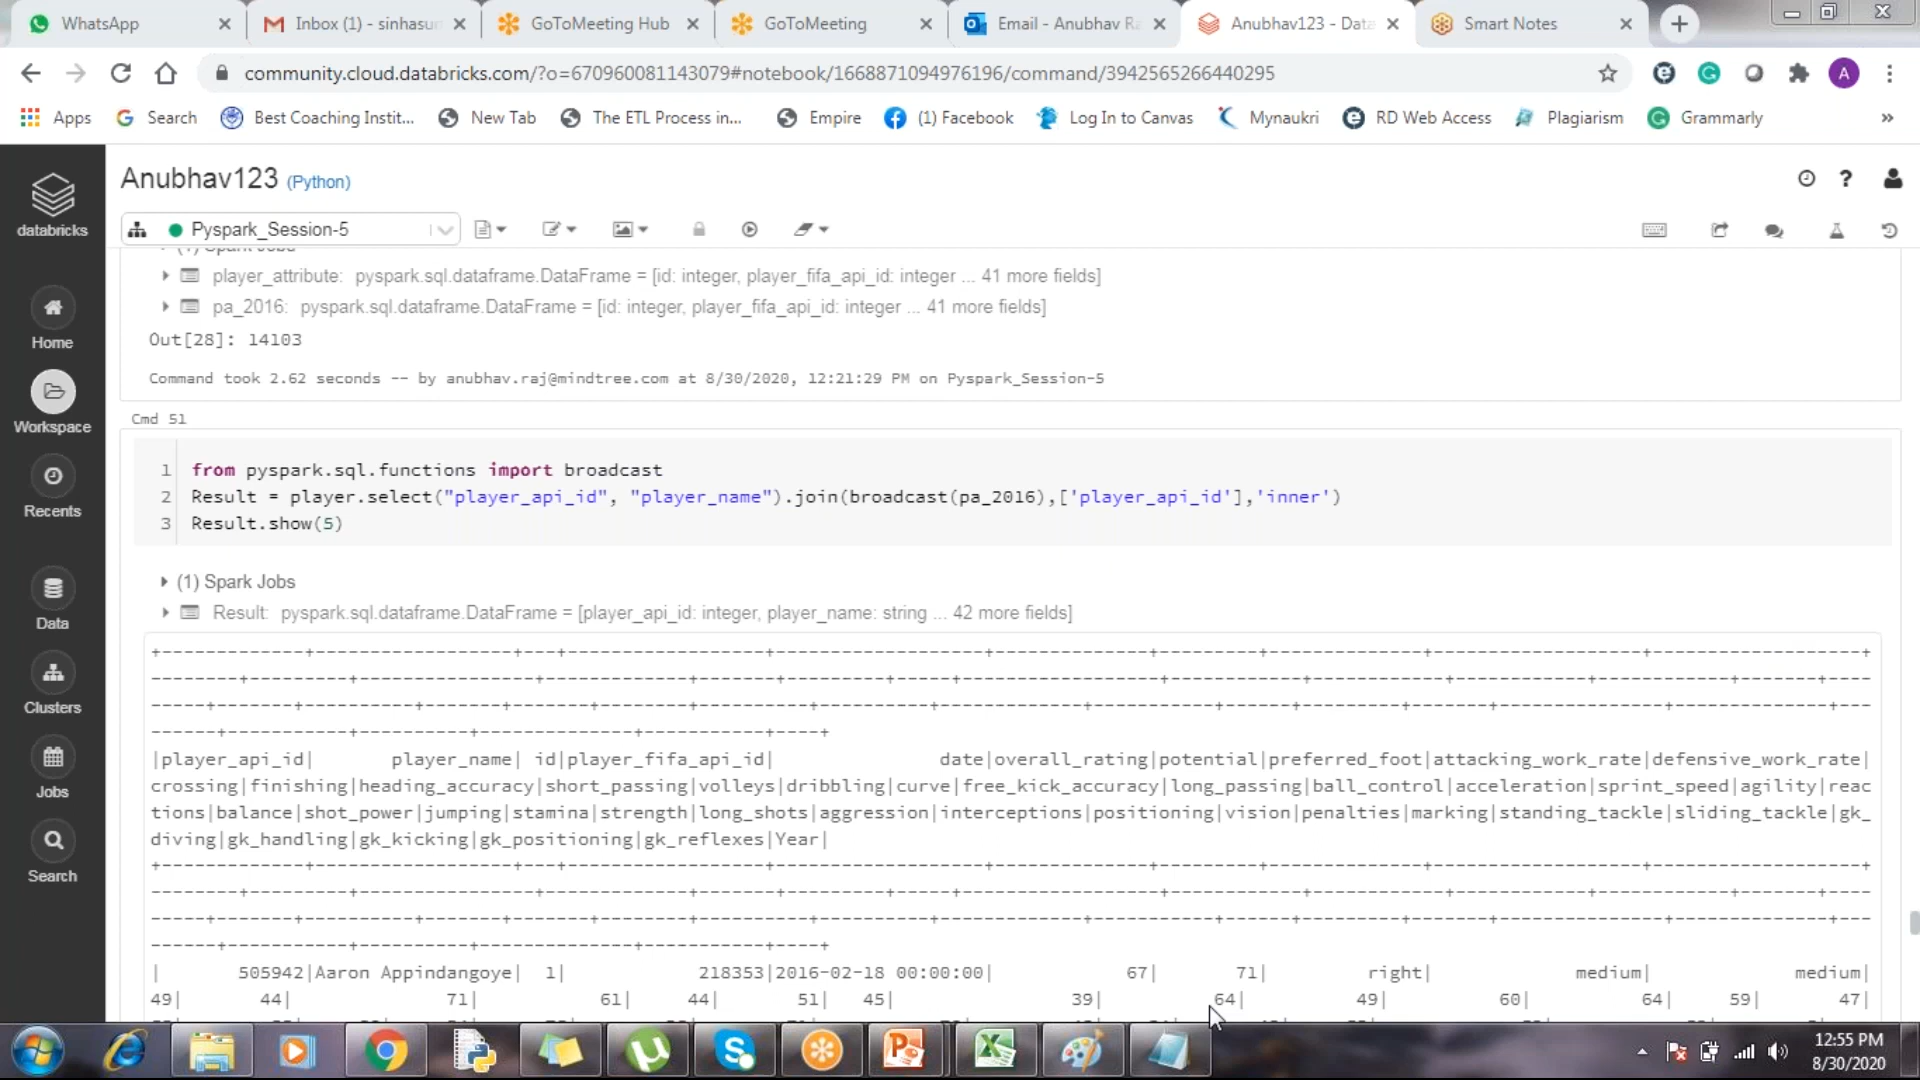 WhatsApp
Inbox (1) - sinhasum
GoToMeeting Hub
GoToMeeting
Email - Anubhav Ra
Anubhav123 - Data
Smart Notes
community.cloud.databricks.com/?o=670960081143079#notebook/1668871094976196/command/3942565266440295
A
Apps
Search
Best Coaching Instit...
New Tab
The ETL Process in...
Empire
(1) Facebook
Log In to Canvas
Mynaukri
RD Web Access
Plagiarism
Grammarly
»
databricks
Home
Workspace
Recents
Data
Clusters
Jobs
Search
Anubhav123 (Python)
Pyspark_Session-5
(1) Spark Jobs
player_attribute: pyspark.sql.dataframe.DataFrame = [id: integer, player_fifa_api_id: integer ... 41 more fields]
pa_2016: pyspark.sql.dataframe.DataFrame = [id: integer, player_fifa_api_id: integer ... 41 more fields]
Out[28]: 14103
Command took 2.62 seconds -- by anubhav.raj@mindtree.com at 8/30/2020, 12:21:29 PM on Pyspark_Session-5
Cmd 51
1 from pyspark.sql.functions import broadcast
2 Result = player.select("player_api_id", "player_name").join(broadcast(pa_2016),['player_api_id'],'inner')
3 Result.show(5)
(1) Spark Jobs
Result: pyspark.sql.dataframe.DataFrame = [player_api_id: integer, player_name: string ... 42 more fields]
|player_api_id| player_name| id|player_fifa_api_id| date|overall_rating|potential|preferred_foot|attacking_work_rate|defensive_work_rate|
crossing|finishing|heading_accuracy|short_passing|volleys|dribbling|curve|free_kick_accuracy|long_passing|ball_control|acceleration|sprint_speed|agility|reac
tions|balance|shot_power|jumping|stamina|strength|long_shots|aggression|interceptions|positioning|vision|penalties|marking|standing_tackle|sliding_tackle|gk_
diving|gk_handling|gk_kicking|gk_positioning|gk_reflexes|Year|
| 505942|Aaron Appindangoye| 1| 218353|2016-02-18 00:00:00| 67| 71| right| medium| medium|
49| 44| 71| 61| 44| 51| 45| 39| 64| 49| 60| 64| 59| 47|
12:55 PM
8/30/2020